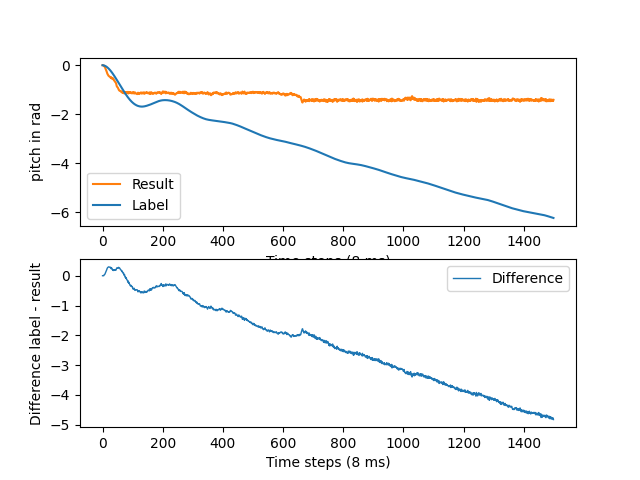 0
−2
−4
−6
pitch in rad
Result
Label
0 200 400 600 800 1000 1200 1400
Time steps (8 ms)
0
−1
−2
−3
−4
−5
Difference label - result
Difference
0 200 400 600 800 1000 1200 1400
Time steps (8 ms)